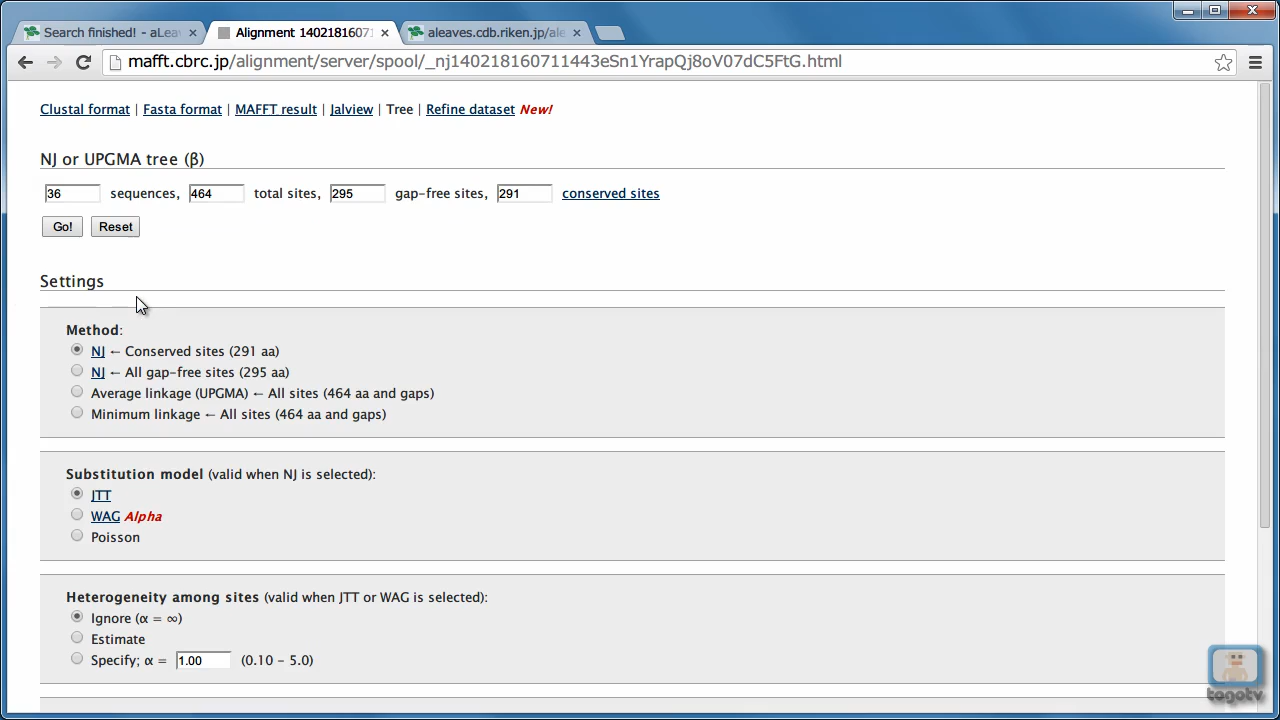 Search finished! - aLea
Alignment 14021816071
aleaves.cdb.riken.jp/ale
mafft.cbrc.jp/alignment/server/spool/_nj140218160711443eSn1YrapQj8oV07dC5FtG.html
Clustal format | Fasta format | MAFFT result | Jalview | Tree | Refine dataset New!
NJ or UPGMA tree (β)
36 sequences, 464 total sites, 295 gap-free sites, 291 conserved sites
Go! Reset
Settings
Method:
NJ ← Conserved sites (291 aa)
NJ ← All gap-free sites (295 aa)
Average linkage (UPGMA) ← All sites (464 aa and gaps)
Minimum linkage ← All sites (464 aa and gaps)
Substitution model (valid when NJ is selected):
JTT
WAG Alpha
Poisson
Heterogeneity among sites (valid when JTT or WAG is selected):
Ignore (α = ∞)
Estimate
Specify; α = 1.00 (0.10 – 5.0)
togotv